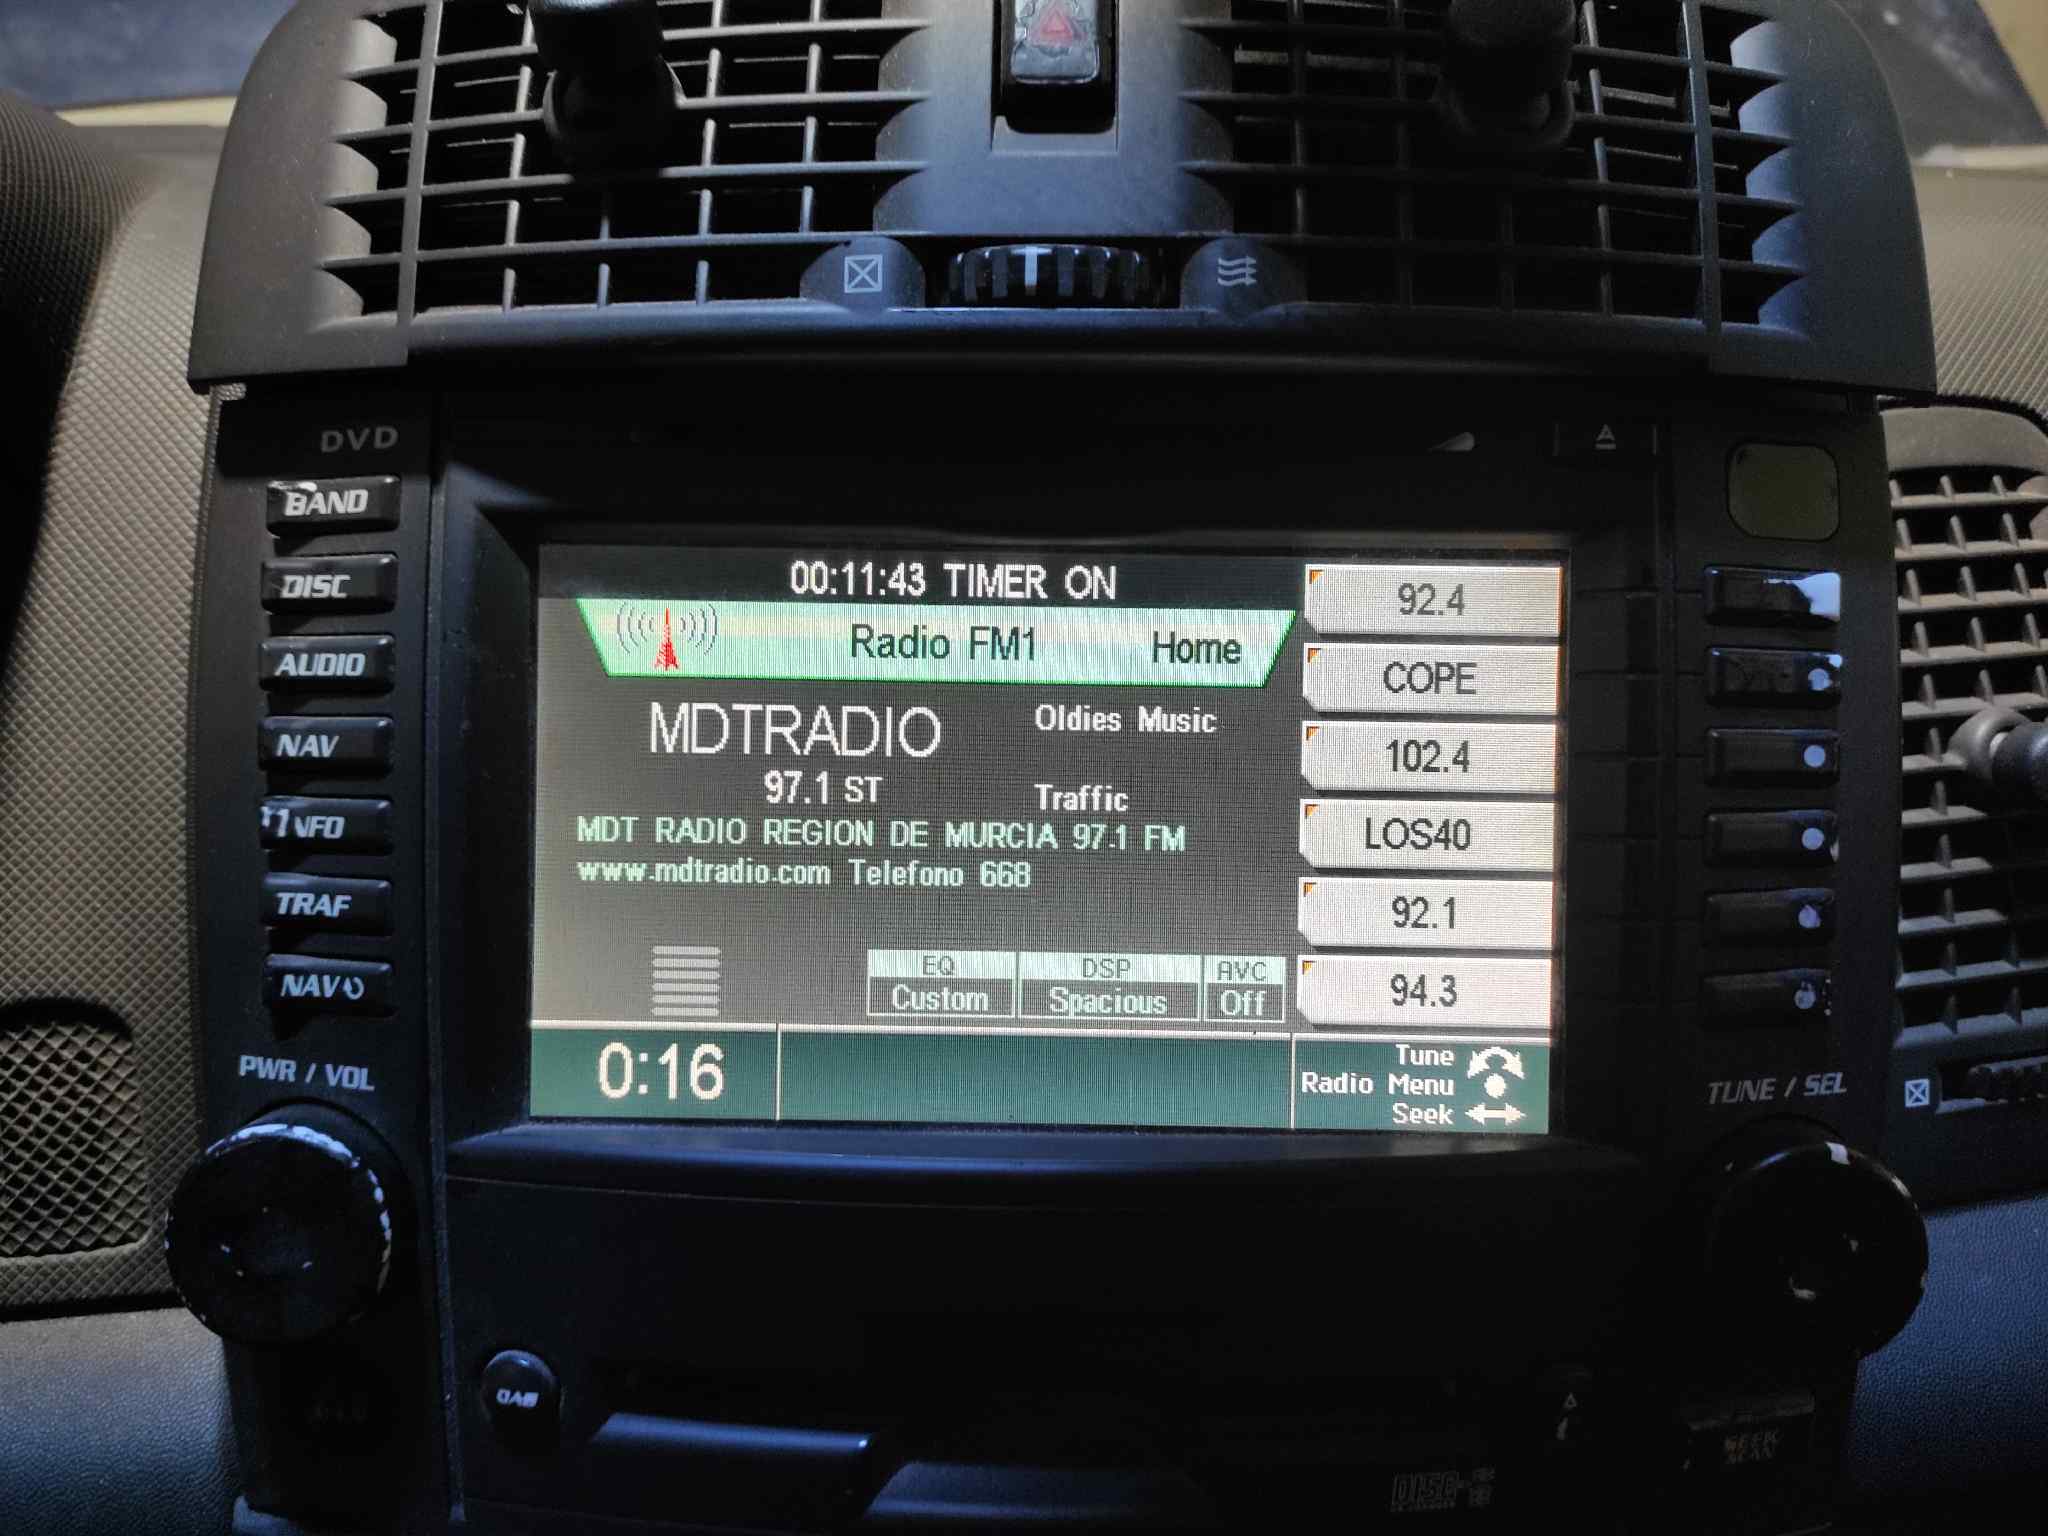 DVD
BAND
DISC
AUDIO
NAV
INFO
TRAF
NAV
PWR / VOL
00:11:43 TIMER ON
Radio FM1 Home
MDTRADIO
Oldies Music
97.1 ST
Traffic
MDT RADIO REGION DE MURCIA 97.1 FM
www.mdtradio.com Telefono 668
EQ DSP AVC
Custom Spacious Off
0:16
92.4
COPE
102.4
LOS40
92.1
94.3
Tune
Radio Menu
Seek
TUNE / SEL
SEEK
SCAN
DISC